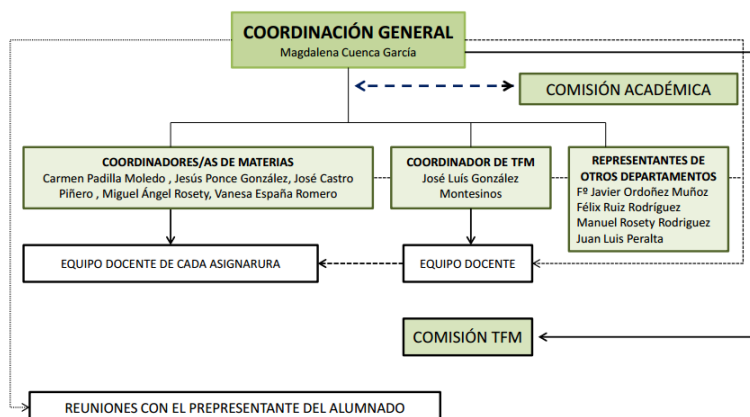 COORDINACIÓN GENERAL
Magdalena Cuenca García
COMISIÓN ACADÉMICA
COORDINADORES/AS DE MATERIAS
Carmen Padilla Moledo , Jesús Ponce González, José Castro
Piñero , Miguel Ángel Rosety, Vanesa España Romero
COORDINADOR DE TFM
José Luís González
Montesinos
REPRESENTANTES DE
OTROS DEPARTAMENTOS
Fº Javier Ordoñez Muñoz
Félix Ruiz Rodríguez
Manuel Rosety Rodriguez
Juan Luis Peralta
EQUIPO DOCENTE DE CADA ASIGNARURA
EQUIPO DOCENTE
COMISIÓN TFM
REUNIONES CON EL PREPRESENTANTE DEL ALUMNADO